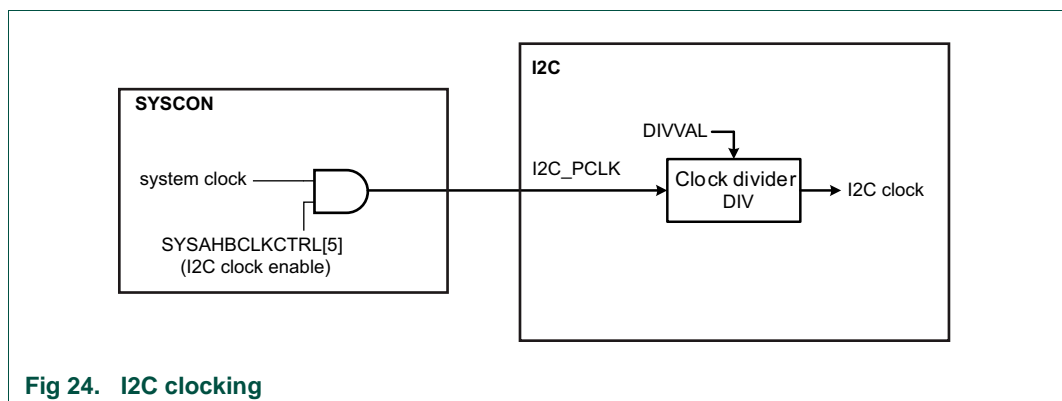 I2C
SYSCON
DIVVAL
system clock
I2C_PCLK
Clock divider
DIV
I2C clock
SYSAHBCLKCTRL[5]
(I2C clock enable)
Fig 24. I2C clocking